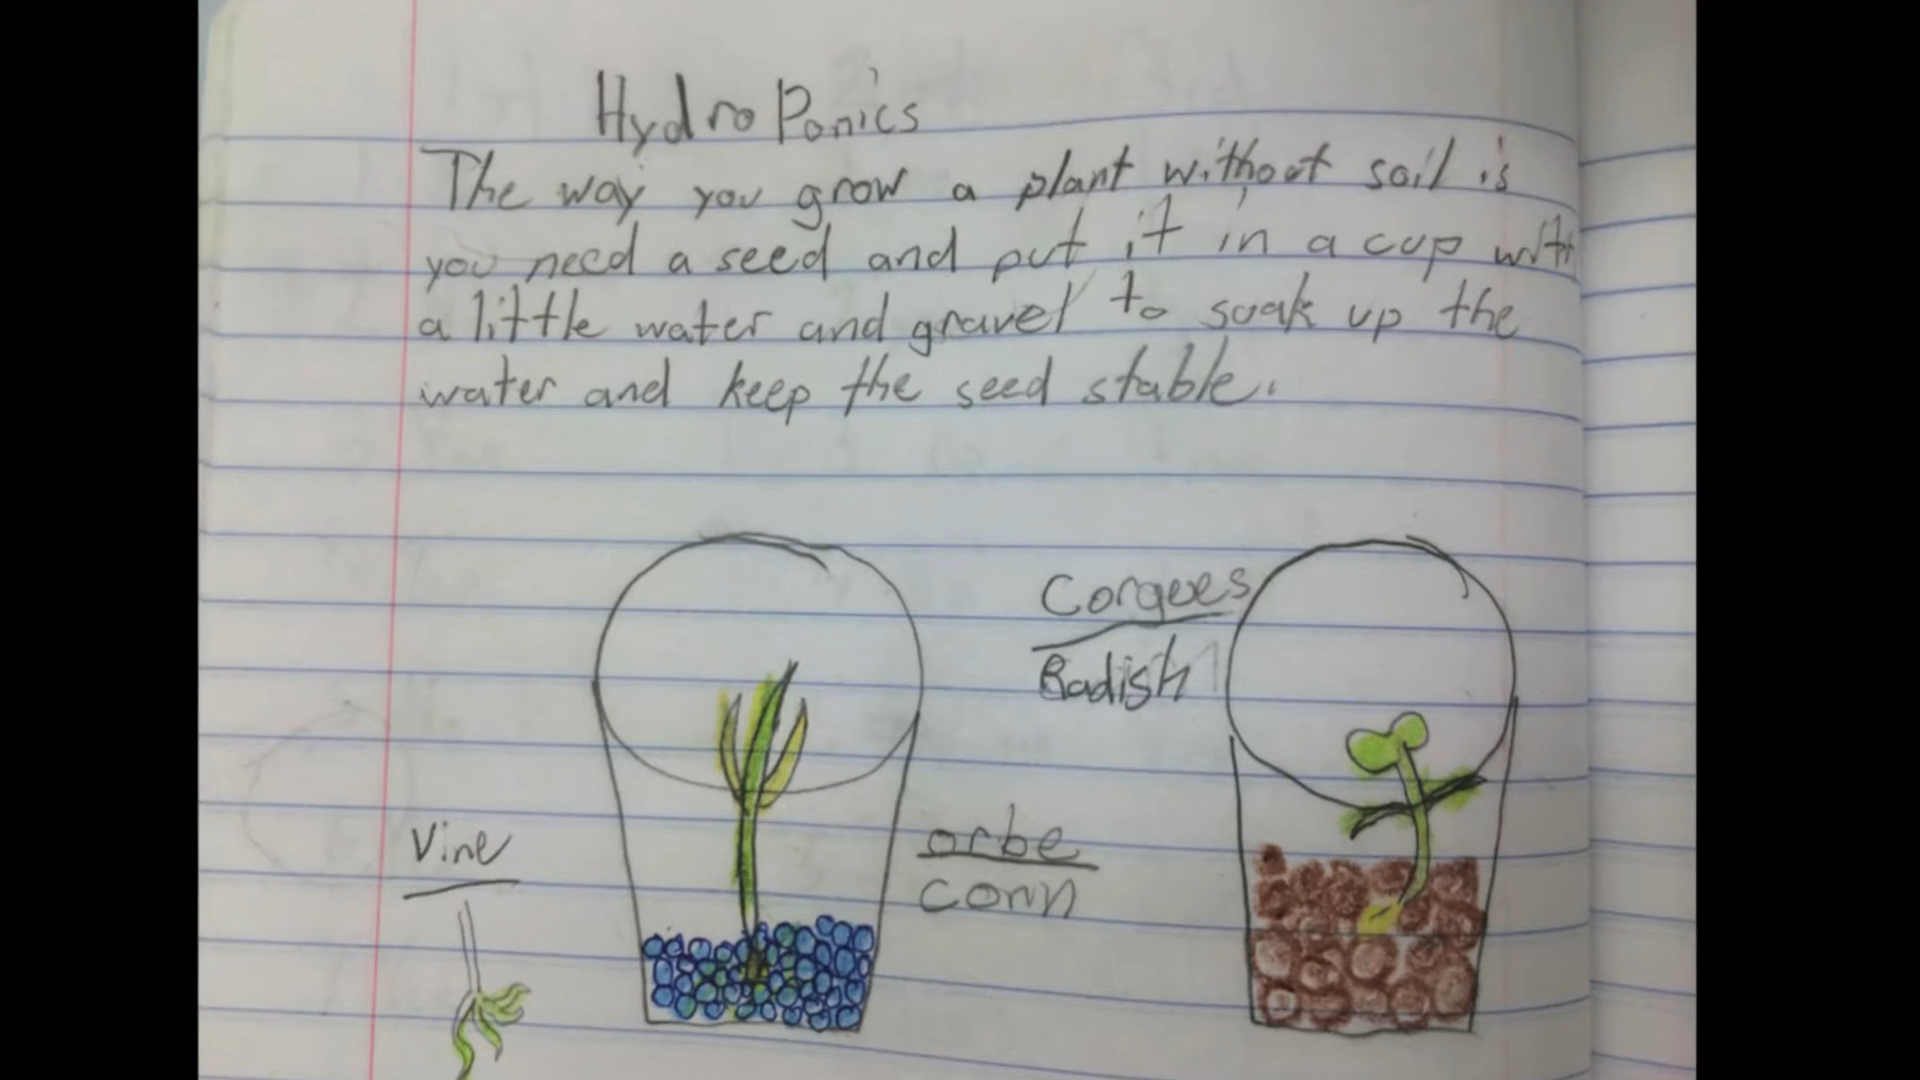 HydroPonics
The way you grow a plant without soil is
you need a seed and put it in a cup with
a little water and gravel to soak up the
water and keep the seed stable.
Corgees
Radish
Vine
orbe
Corn